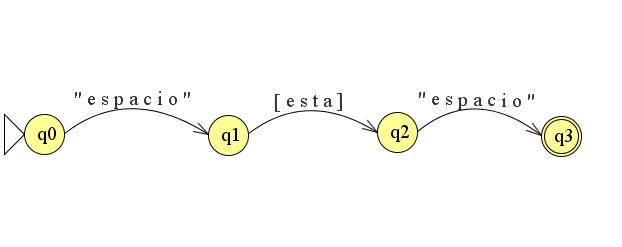 "espacio" [esta] "espacio"
q0 q1 q2 q3